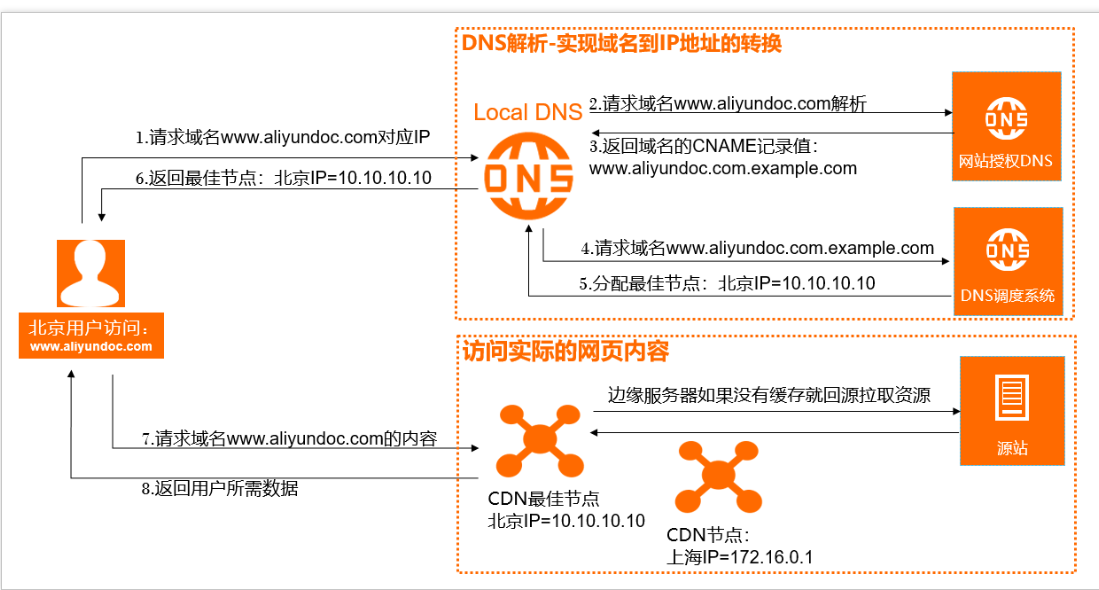 DNS解析-实现域名到IP地址的转换
Local DNS
DNS
1.请求域名www.aliyundoc.com对应IP
6.返回最佳节点：北京IP=10.10.10.10
2.请求域名www.aliyundoc.com解析
3.返回域名的CNAME记录值：
www.aliyundoc.com.example.com
DNS
网站授权DNS
4.请求域名www.aliyundoc.com.example.com
5.分配最佳节点：北京IP=10.10.10.10
DNS
DNS调度系统
北京用户访问：
www.aliyundoc.com
访问实际的网页内容
边缘服务器如果没有缓存就回源拉取资源
源站
7.请求域名www.aliyundoc.com的内容
8.返回用户所需数据
CDN最佳节点
北京IP=10.10.10.10
CDN节点：
上海IP=172.16.0.1